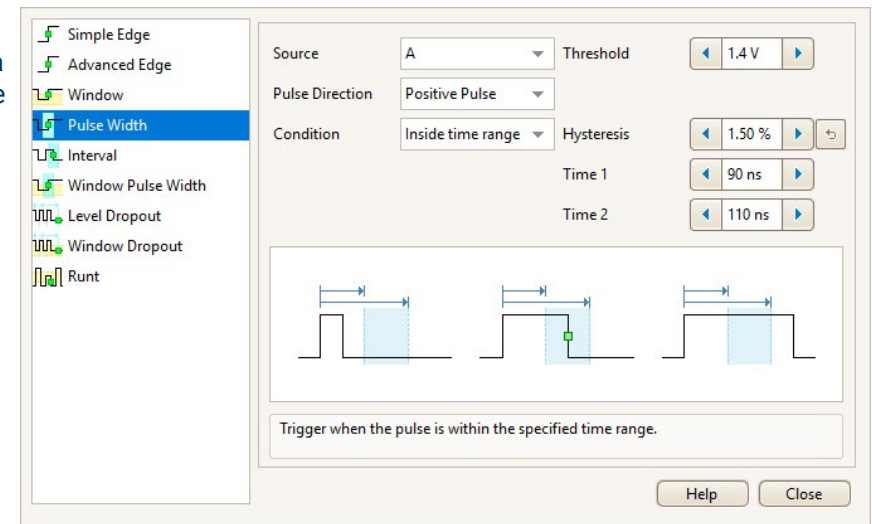 Simple Edge
Advanced Edge
Window
Pulse Width
Interval
Window Pulse Width
Level Dropout
Window Dropout
Runt
Source A Threshold 1.4 V
Pulse Direction Positive Pulse
Condition Inside time range Hysteresis 1.50 %
Time 1 90 ns
Time 2 110 ns
Trigger when the pulse is within the specified time range.
Help Close